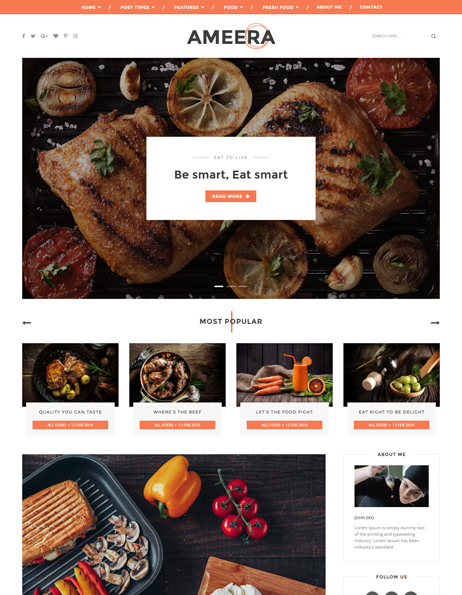 HOME / POST TYPES / FEATURES / FOOD / FRESH FOOD / ABOUT ME / CONTACT
AMEERA
SEARCH HERE...
EAT TO LIVE
Be smart, Eat smart
READ MORE
MOST POPULAR
QUALITY YOU CAN TASTE
ALL FOOD • 12 FEB 2016
WHERE'S THE BEEF
ALL FOOD • 12 FEB 2016
LET'S THE FOOD FIGHT
ALL FOOD • 12 FEB 2016
EAT RIGHT TO BE DELIGHT
ALL FOOD • 12 FEB 2016
ABOUT ME
JOHN DEO
Lorem Ipsum is simply dummy
text of the printing and typesetting
industry. Lorem Ipsum has been
industry's standard.
FOLLOW US